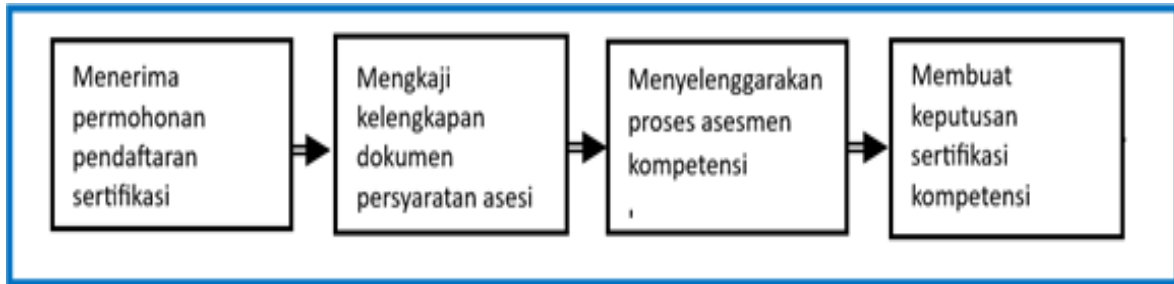 Menerima
permohonan
pendaftaran
sertifikasi
Mengkaji
kelengkapan
dokumen
persyaratan asesi
Menyelenggarakan
proses asesmen
kompetensi
Membuat
keputusan
sertifikasi
kompetensi